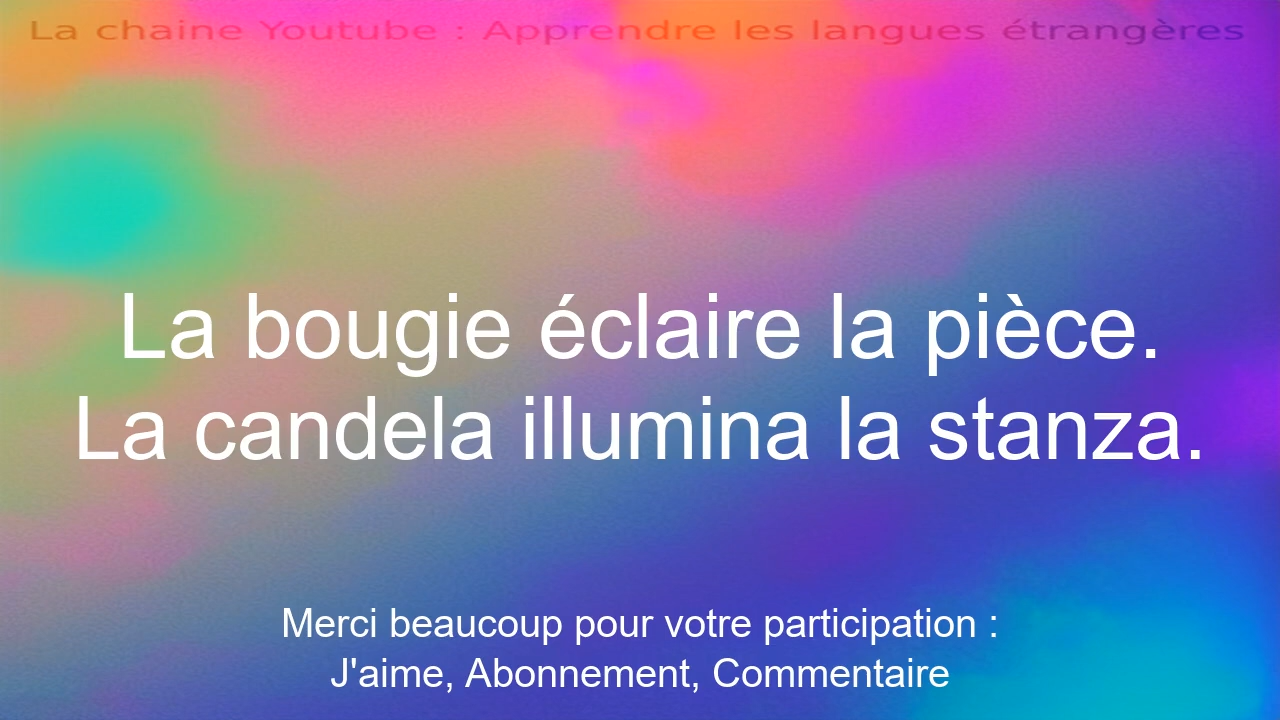 La chaine Youtube : Apprendre les langues étrangères
La bougie éclaire la pièce.
La candela illumina la stanza.
Merci beaucoup pour votre participation :
J'aime, Abonnement, Commentaire